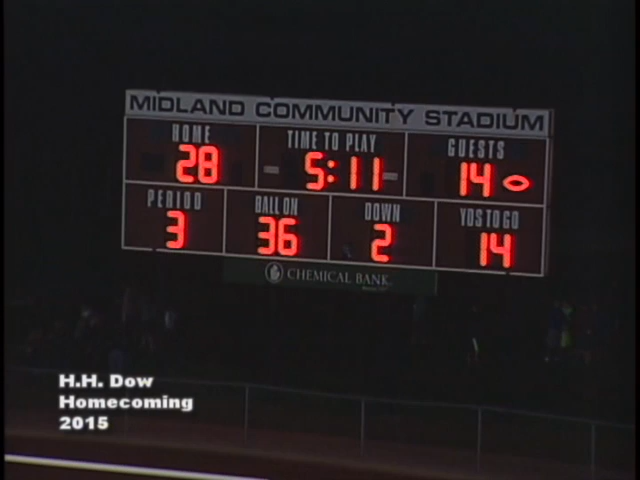 MIDLAND COMMUNITY STADIUM
HOME TIME TO PLAY GUESTS
28 5:11 14
PERIOD BALL ON DOWN YDS TO GO
3 36 2 14
CHEMICAL BANK
H.H. Dow
Homecoming
2015